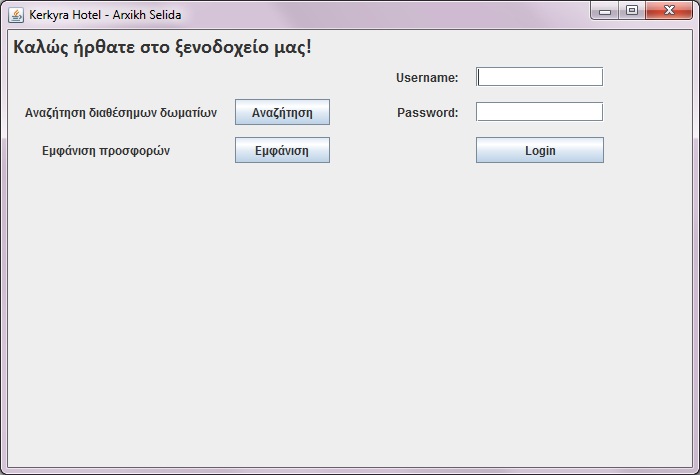 Kerkyra Hotel - Arxikh Selida
Καλώς ήρθατε στο ξενοδοχείο μας!
Username:
Αναζήτηση διαθέσημων δωματίων Αναζήτηση Password:
Εμφάνιση προσφορών Εμφάνιση Login